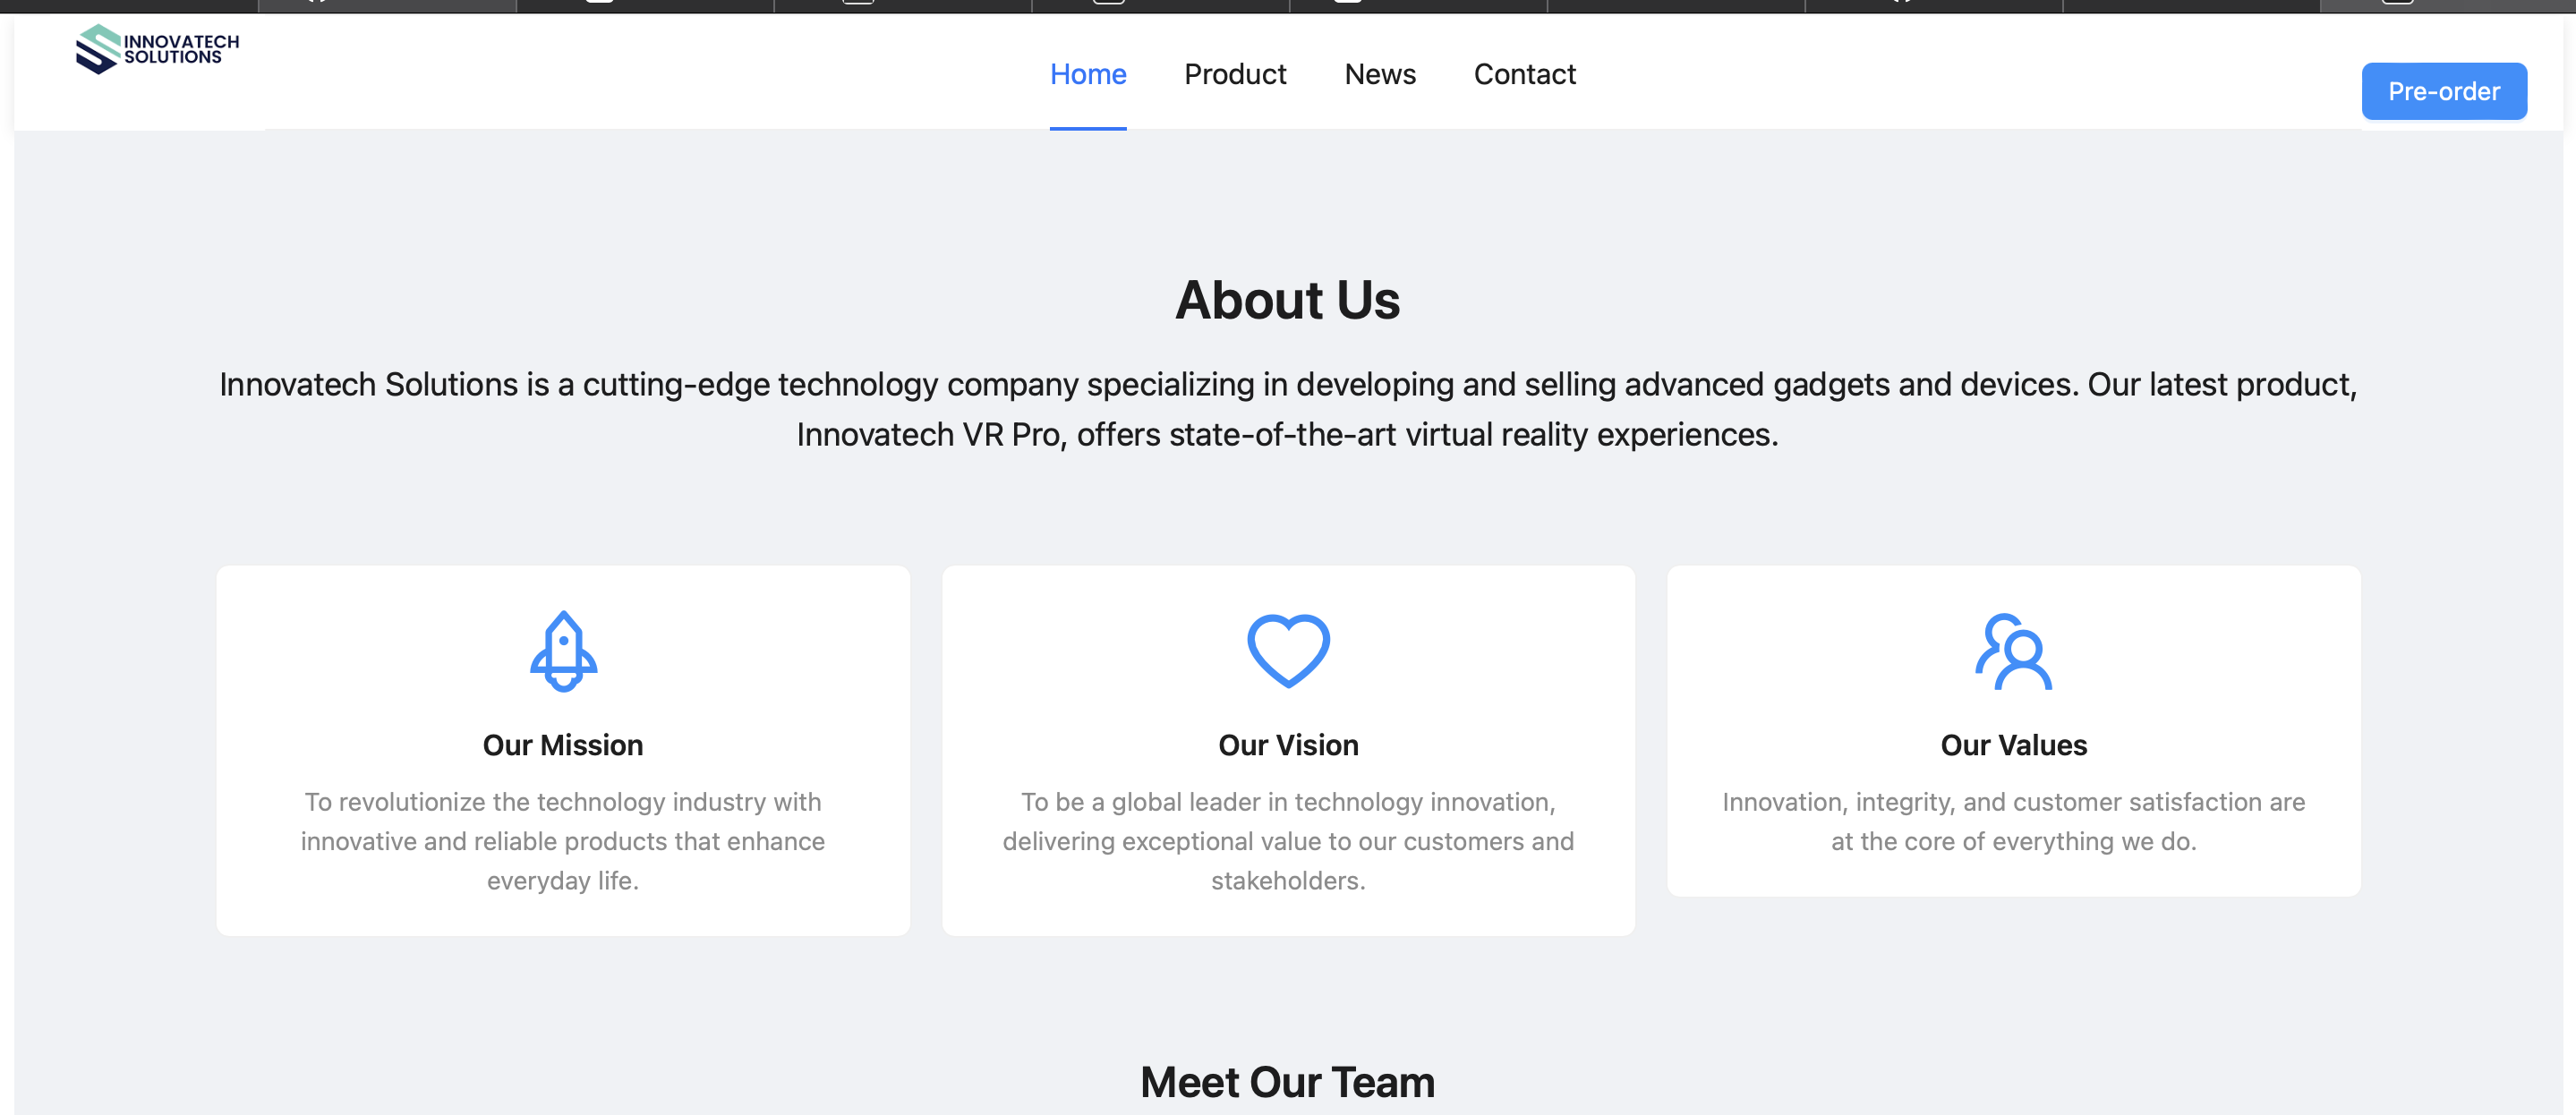 INNOVATECH
SOLUTIONS
Home
Product
News
Contact
Pre-order
About Us
Innovatech Solutions is a cutting-edge technology company specializing in developing and selling advanced gadgets and devices. Our latest product,
Innovatech VR Pro, offers state-of-the-art virtual reality experiences.
Our Mission
To revolutionize the technology industry with
innovative and reliable products that enhance
everyday life.
Our Vision
To be a global leader in technology innovation,
delivering exceptional value to our customers and
stakeholders.
Our Values
Innovation, integrity, and customer satisfaction are
at the core of everything we do.
Meet Our Team